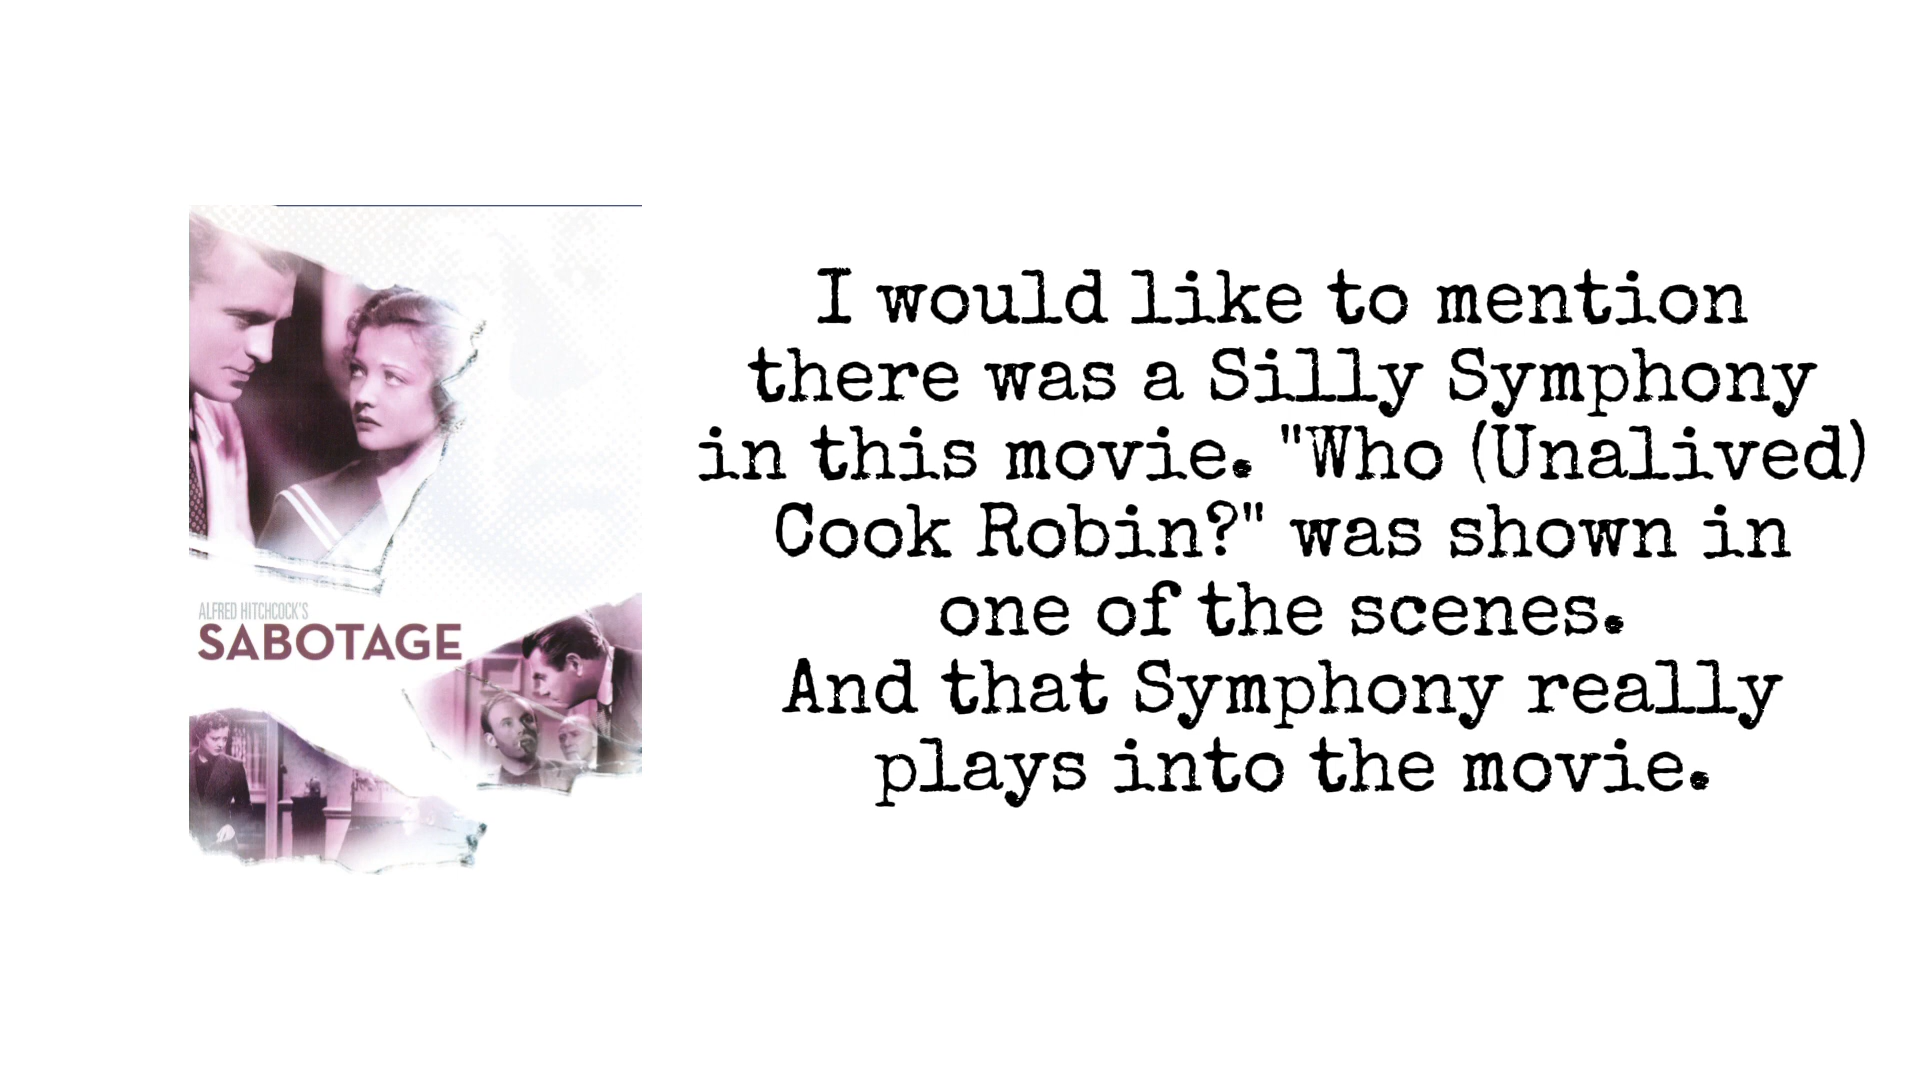 ALFRED HITCHCOCK'S
SABOTAGE
I would like to mention
there was a Silly Symphony
in this movie. "Who (Unalived)
Cook Robin?" was shown in
one of the scenes.
And that Symphony really
plays into the movie.